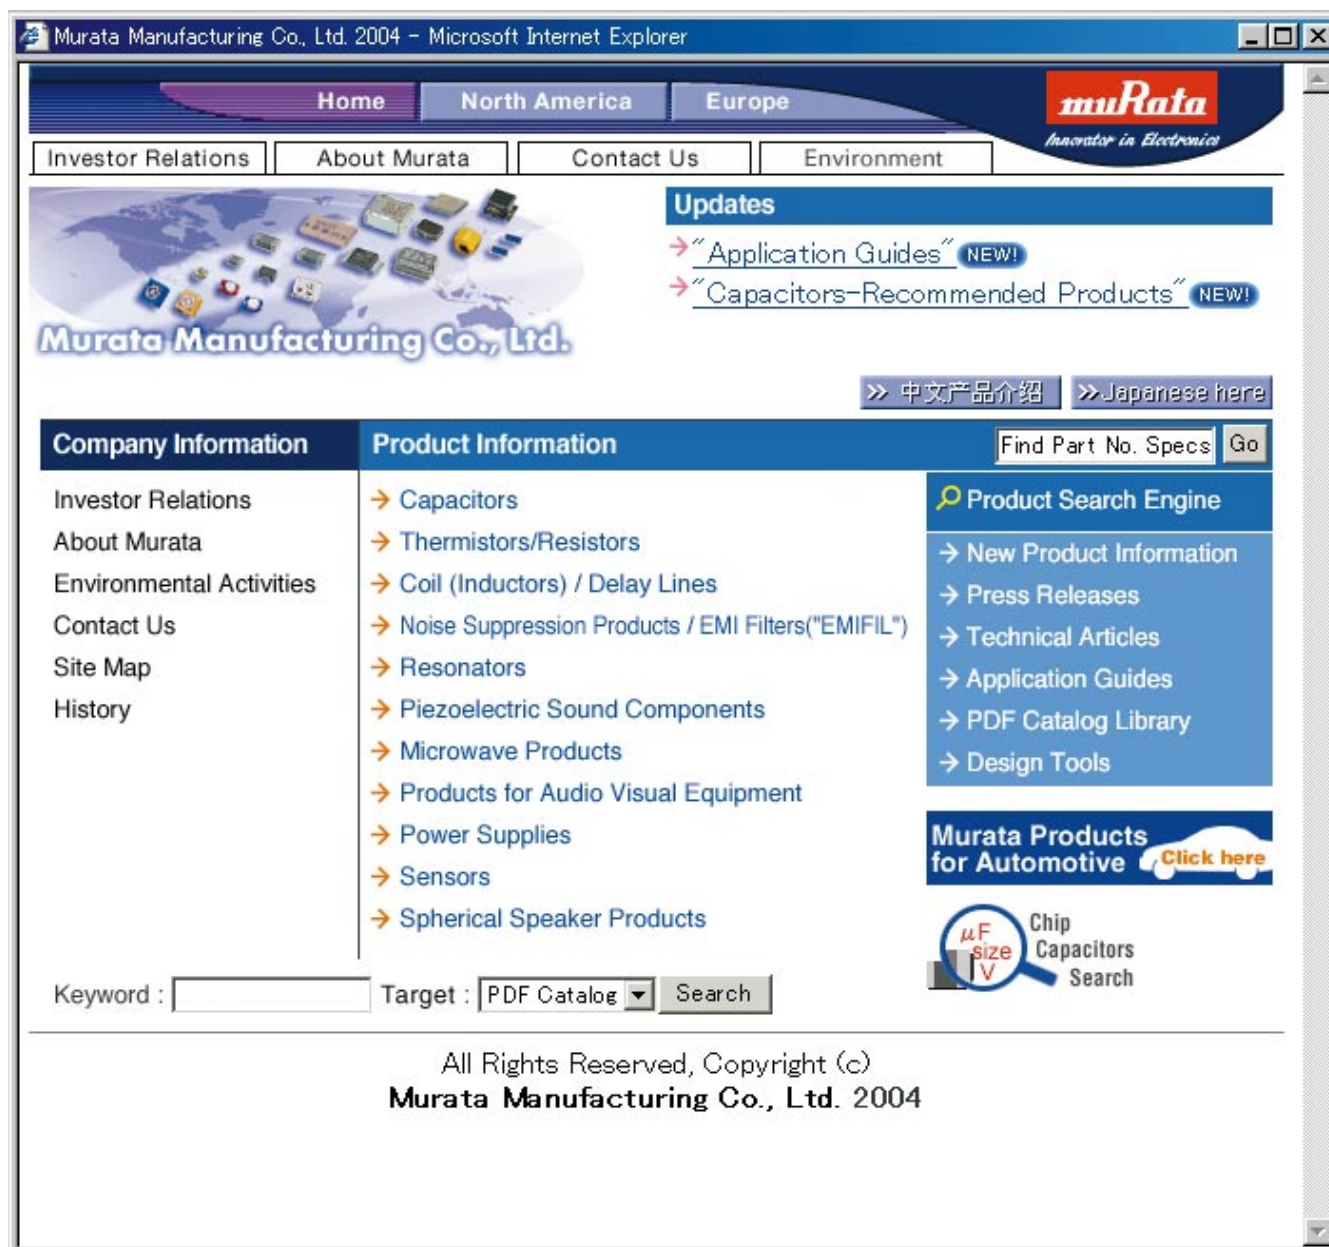 Murata Manufacturing Co., Ltd. 2004 - Microsoft Internet Explorer
Home North America Europe
muRata
Innovator in Electronics
Investor Relations About Murata Contact Us Environment
Murata Manufacturing Co., Ltd.
Updates
"Application Guides" NEW!
"Capacitors-Recommended Products" NEW!
>> 中文产品介绍 >>Japanese here
Company Information
Investor Relations
About Murata
Environmental Activities
Contact Us
Site Map
History
Product Information
Capacitors
Thermistors/Resistors
Coil (Inductors) / Delay Lines
Noise Suppression Products / EMI Filters("EMIFIL")
Resonators
Piezoelectric Sound Components
Microwave Products
Products for Audio Visual Equipment
Power Supplies
Sensors
Spherical Speaker Products
Find Part No. Specs Go
Product Search Engine
New Product Information
Press Releases
Technical Articles
Application Guides
PDF Catalog Library
Design Tools
Murata Products
for Automotive Click here
μF
size
V
Chip
Capacitors
Search
Keyword : Target : PDF Catalog Search
All Rights Reserved, Copyright (c)
Murata Manufacturing Co., Ltd. 2004